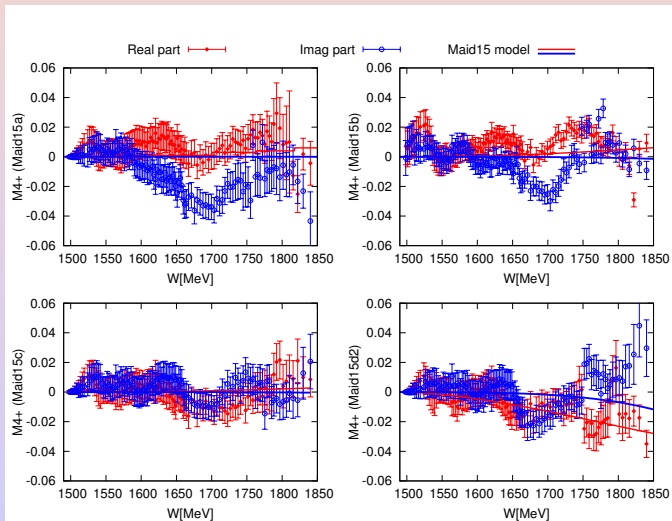 Real part Imag part Maid15 model
0.06 0.04 0.02 0 -0.02 -0.04 0.06
M4+ (Maid15a)
1500 1550 1600 1650 1700 1750 1800 1850
W[MeV]
0.06 0.04 0.02 0 -0.02 -0.04 0.06
M4+ (Maid15b)
1500 1550 1600 1650 1700 1750 1800 1850
W[MeV]
0.06 0.04 0.02 0 -0.02 -0.04 -0.06
M4+ (Maid15c)
1500 1550 1600 1650 1700 1750 1800 1850
W[MeV]
0.06 0.04 0.02 0 -0.02 -0.04 -0.06
M4+ (Maid15d2)
1500 1550 1600 1650 1700 1750 1800 1850
W[MeV]